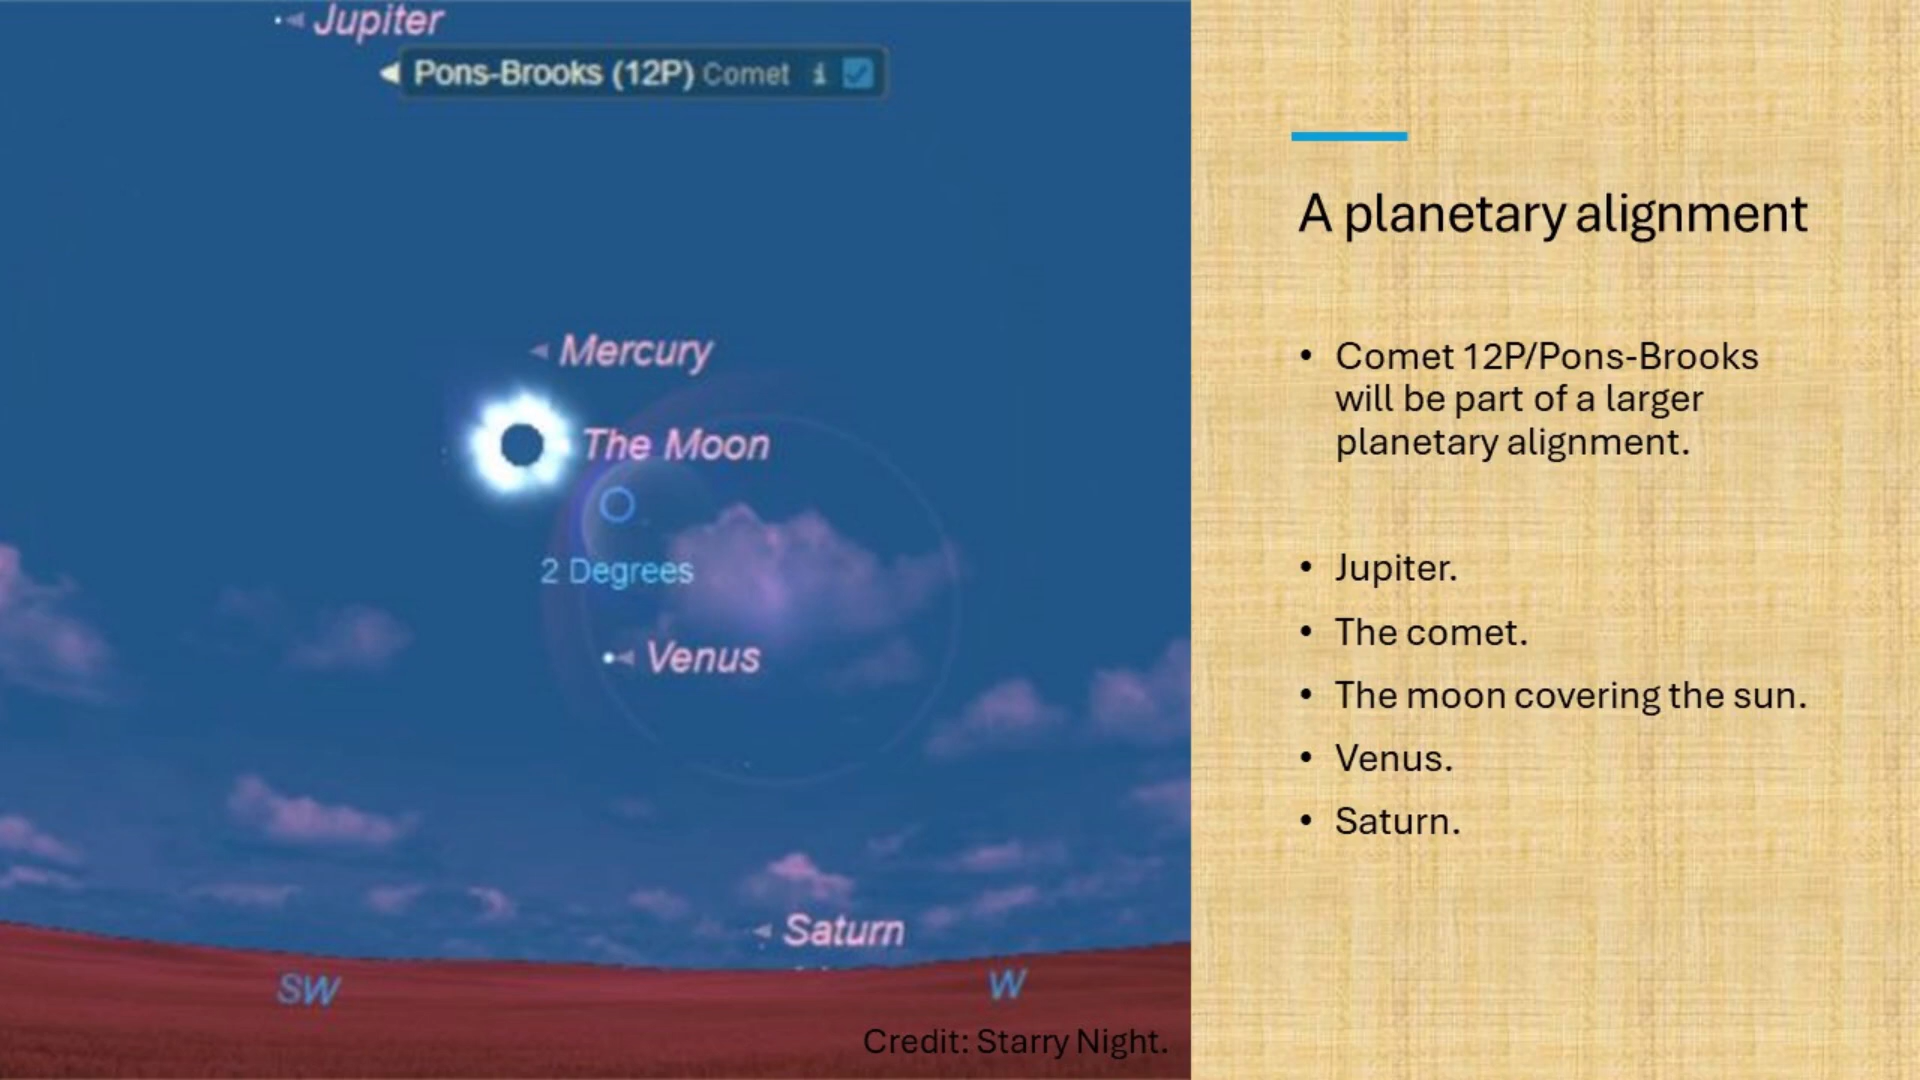 Jupiter
Pons-Brooks (12P) Comet i
Mercury
The Moon
2 Degrees
Venus
Saturn
SW
W
Credit: Starry Night.
A planetary alignment
• Comet 12P/Pons-Brooks
will be part of a larger
planetary alignment.
• Jupiter.
• The comet.
• The moon covering the sun.
• Venus.
• Saturn.